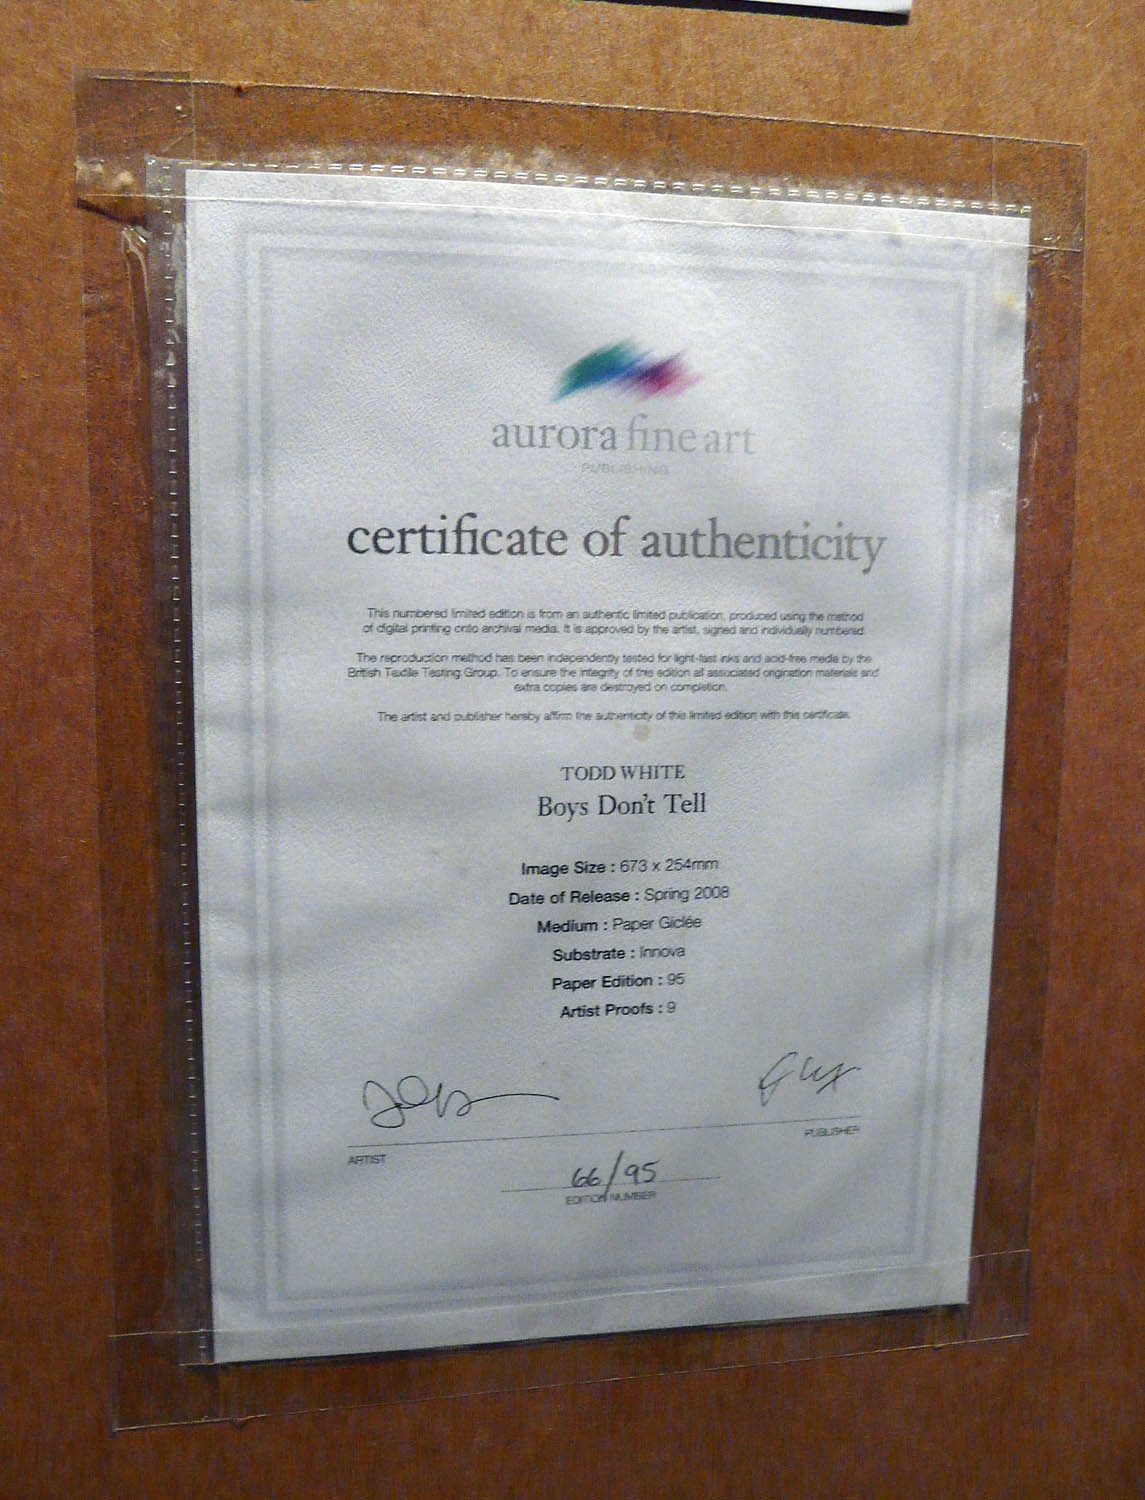 aurora fine art
PUBLISHING
certificate of authenticity
This numbered limited edition is from an authentic limited publication, produced using the method
of digital printing onto archival media. It is approved by the artist, signed and individually numbered.
The reproduction method has been independently tested for light-fast inks and acid-free media by the
British Textile Testing Group. To ensure the integrity of this edition all associated origination materials and
extra copies are destroyed on completion.
The artist and publisher hereby affirm the authenticity of this limited edition with this certificate.
TODD WHITE
Boys Don't Tell
Image Size : 673 x 254mm
Date of Release : Spring 2008
Medium : Paper Giclée
Substrate : Innova
Paper Edition : 95
Artist Proofs : 9
PUBLISHER
ARTIST
66/95
EDITION NUMBER